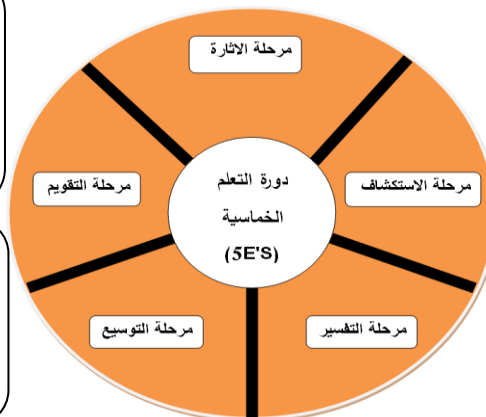 مرحلة الاثارة
مرحلة الاستكشاف
مرحلة التفسير
مرحلة التوسيع
مرحلة التقويم
دورة التعلم
الخماسية
(5E'S)